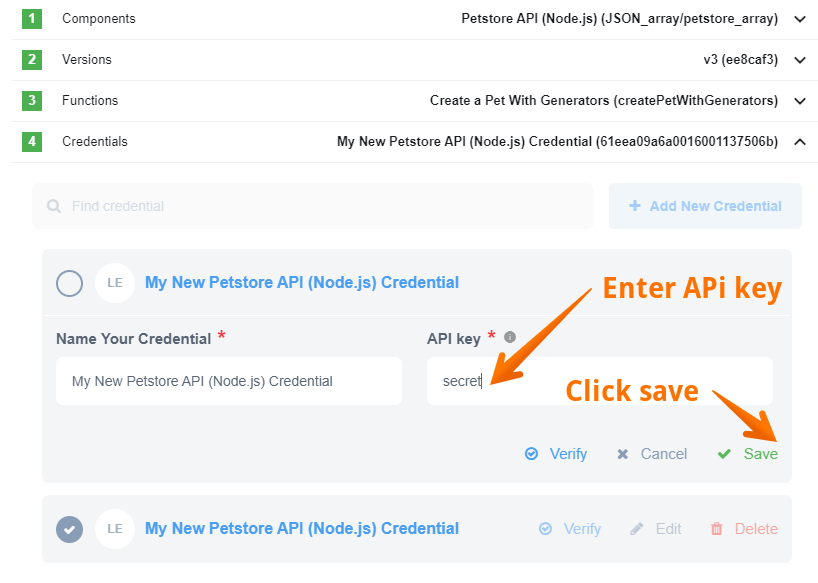 1 Components Petstore API (Node.js) (JSON_array/petstore_array)
2 Versions v3 (ee8caf3)
3 Functions Create a Pet With Generators (createPetWithGenerators)
4 Credentials My New Petstore API (Node.js) Credential (61eea09a6a0016001137506b)
Find credential + Add New Credential
LE My New Petstore API (Node.js) Credential
Enter APi key
Name Your Credential * API key * i
My New Petstore API (Node.js) Credential secret
Click save
Verify Cancel Save
LE My New Petstore API (Node.js) Credential Verify Edit Delete